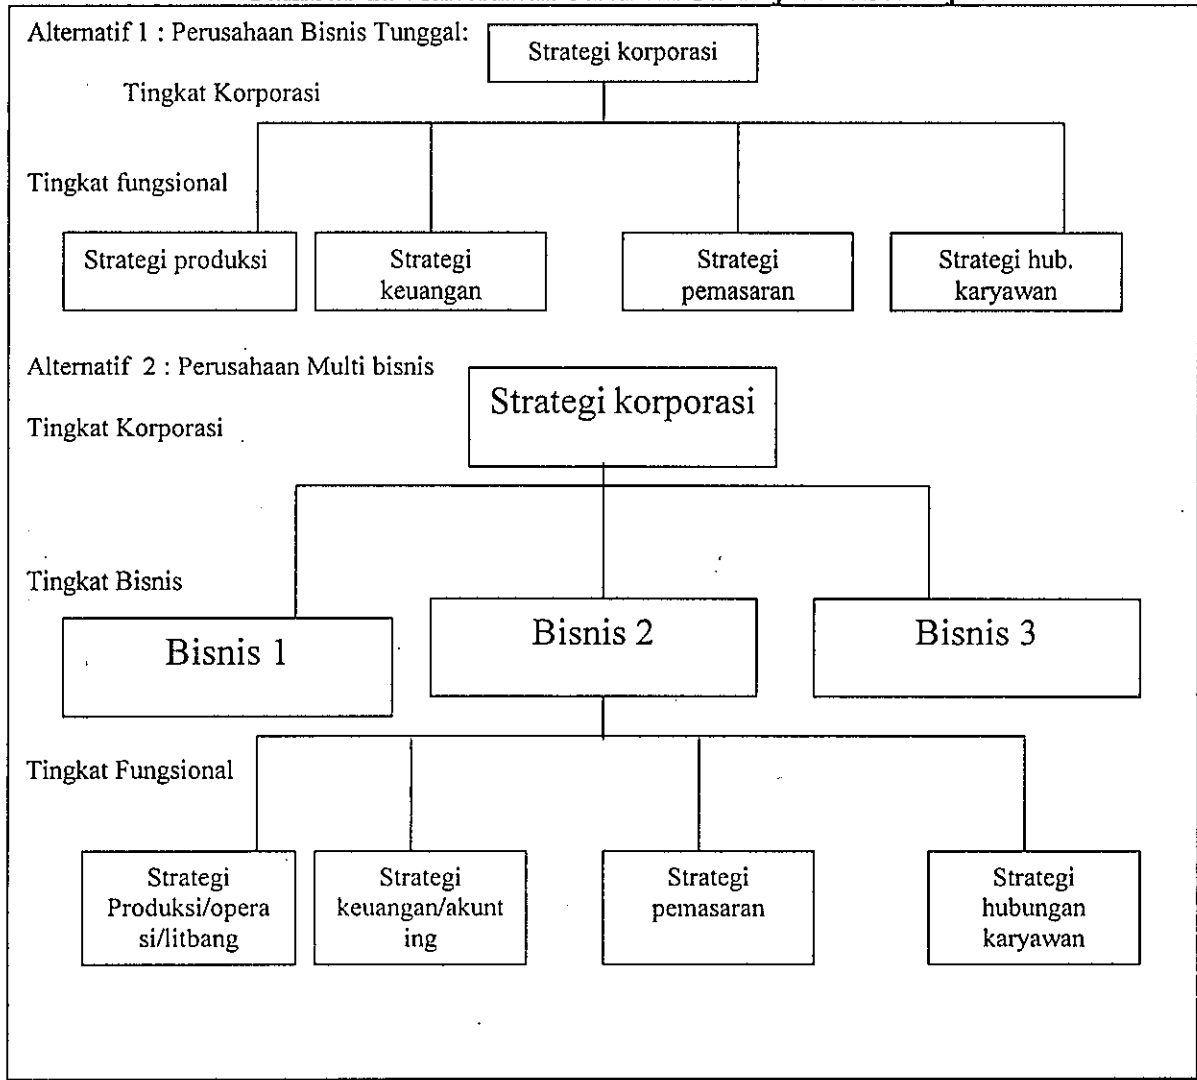 Alternatif 1 : Perusahaan Bisnis Tunggal:
Strategi korporasi
Tingkat Korporasi
Tingkat fungsional
Strategi produksi
Strategi
keuangan
Strategi
pemasaran
Strategi hub.
karyawan
Alternatif 2 : Perusahaan Multi bisnis
Strategi korporasi
Tingkat Korporasi
Tingkat Bisnis
Bisnis 1
Bisnis 2
Bisnis 3
Tingkat Fungsional
Strategi
Produksi/opera
si/litbang
Strategi
keuangan/akunt
ing
Strategi
pemasaran
Strategi
hubungan
karyawan